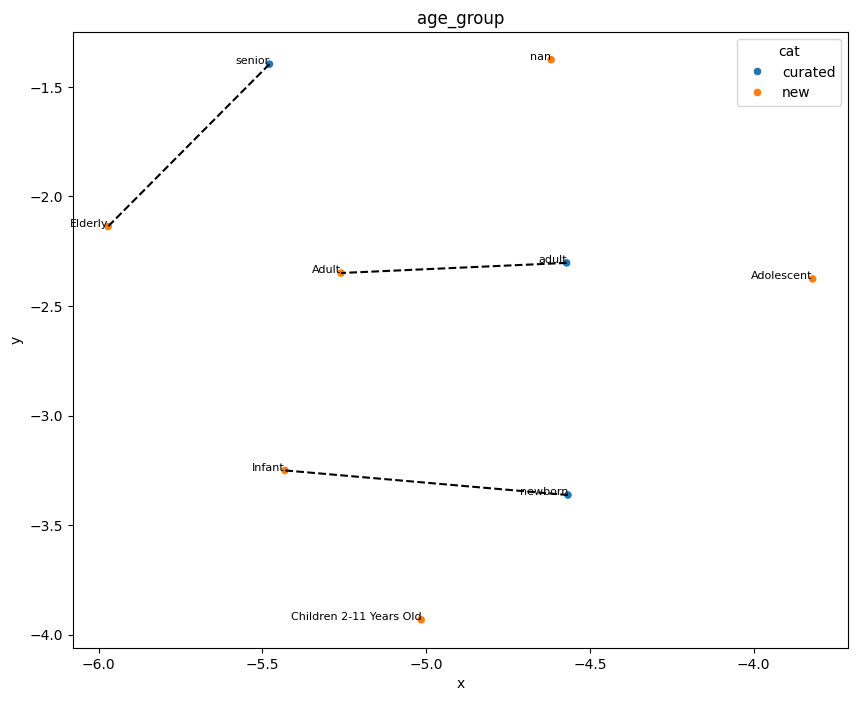 age_group
cat
curated
new
senior
nan
Elderly
Adult
adult
Adolescent
Infant
newborn
Children 2-11 Years Old
y
−1.5
−2.0
−2.5
−3.0
−3.5
−4.0
−6.0
−5.5
−5.0
−4.5
−4.0
x